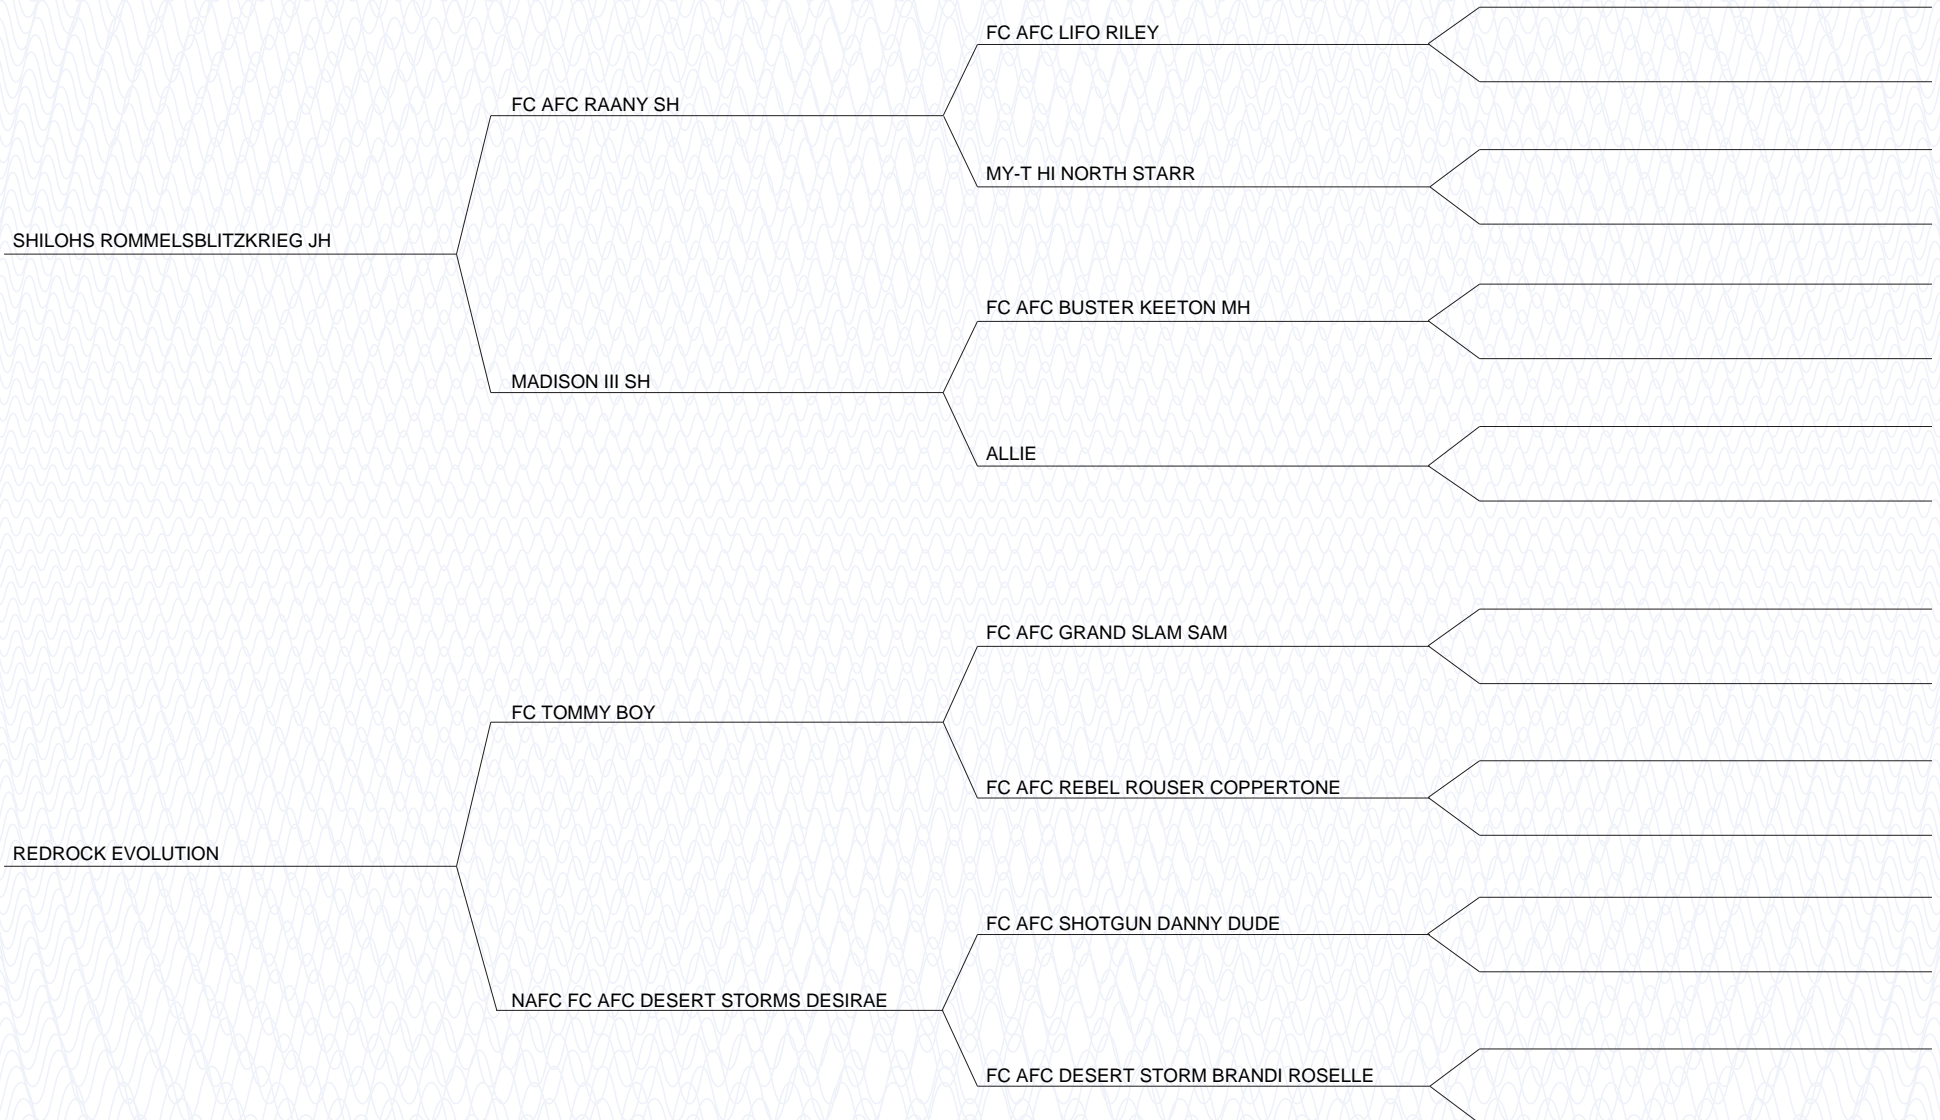 FC AFC LIFO RILEY
FC AFC RAANY SH
MY-T HI NORTH STARR
SHILOHS ROMMELSBLITZKRIEG JH
FC AFC BUSTER KEETON MH
MADISON III SH
ALLIE
FC AFC GRAND SLAM SAM
FC TOMMY BOY
FC AFC REBEL ROUSER COPPERTONE
REDROCK EVOLUTION
FC AFC SHOTGUN DANNY DUDE
NAFC FC AFC DESERT STORMS DESIRAE
FC AFC DESERT STORM BRANDI ROSELLE